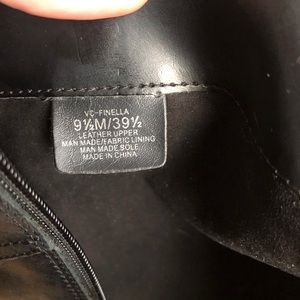 VC-FINELLA
9½M/39½
LEATHER UPPER
MAN MADE/FABRIC LINING
MAN MADE SOLE
MADE IN CHINA